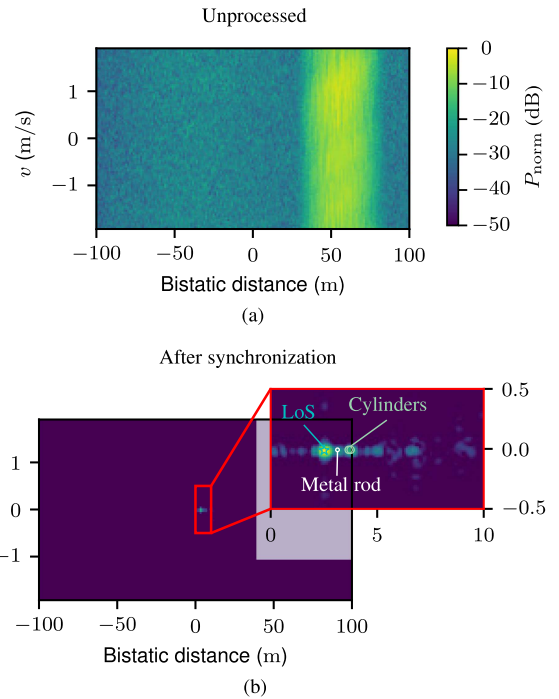 Unprocessed
1
0
−1
v (m/s)
−100 −50 0 50 100
Bistatic distance (m)
0
−10
−20
−30
−40
−50
P_norm (dB)
(a)
After synchronization
LoS
Cylinders
Metal rod
0.5
0.0
−0.5
0 5 10
1
0
−1
−100 −50 0 50 100
Bistatic distance (m)
(b)